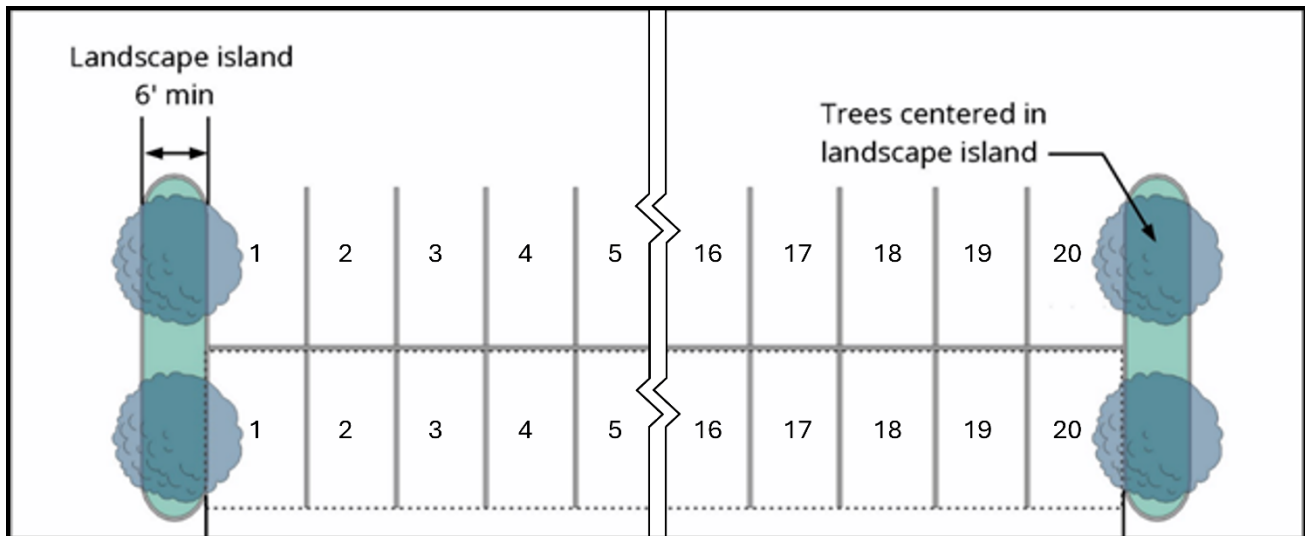 Landscape island
6' min
Trees centered in
landscape island
1 2 3 4 5 16 17 18 19 20
1 2 3 4 5 16 17 18 19 20